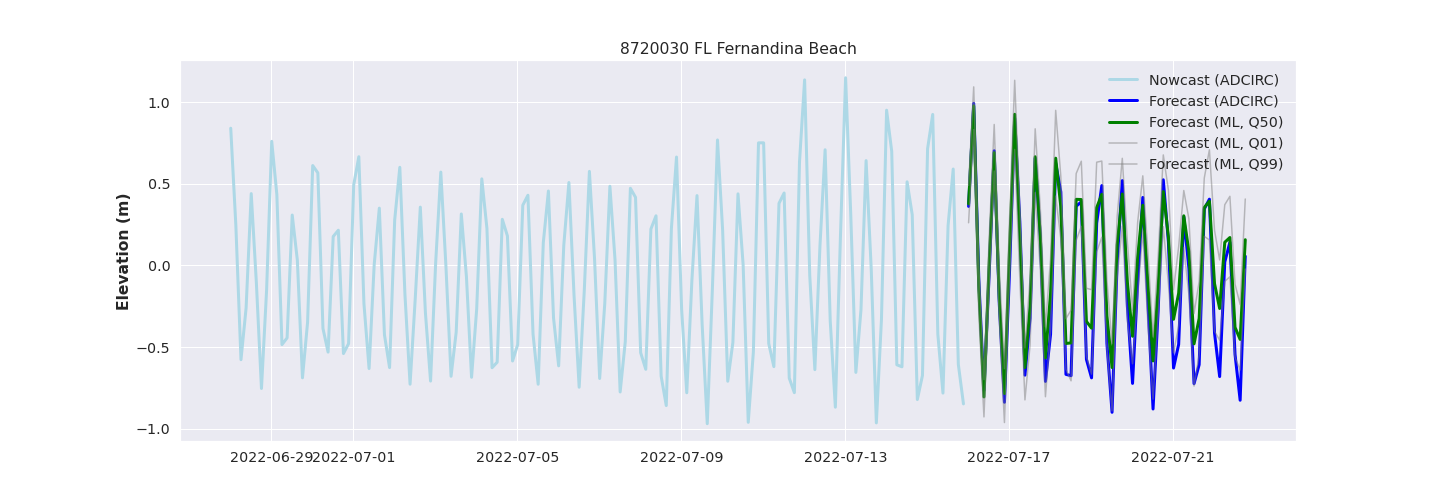 8720030 FL Fernandina Beach
Nowcast (ADCIRC)
Forecast (ADCIRC)
Forecast (ML, Q50)
Forecast (ML, Q01)
Forecast (ML, Q99)
Elevation (m)
1.0
0.5
0.0
−0.5
−1.0
2022-06-29 2022-07-01 2022-07-05 2022-07-09 2022-07-13 2022-07-17 2022-07-21